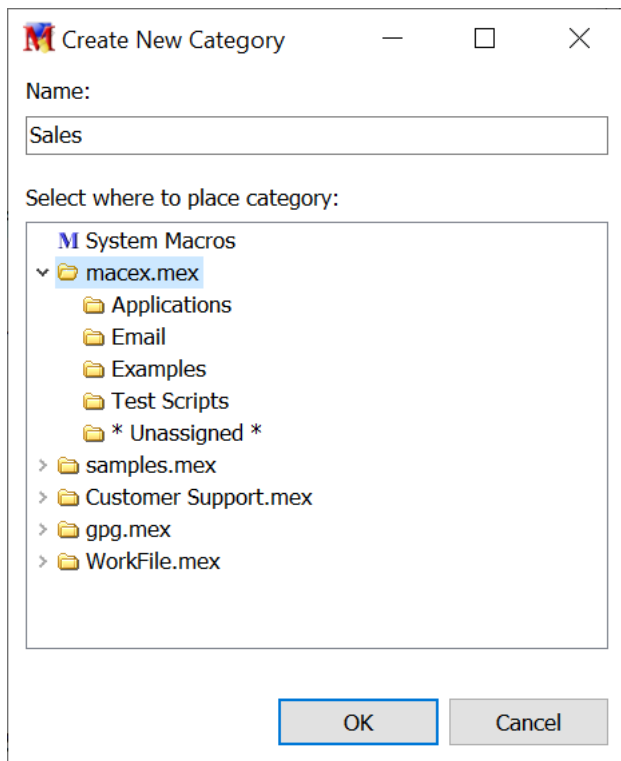 Create New Category
Name:
Sales
Select where to place category:
M System Macros
macex.mex
Applications
Email
Examples
Test Scripts
* Unassigned *
samples.mex
Customer Support.mex
gpg.mex
WorkFile.mex
OK Cancel